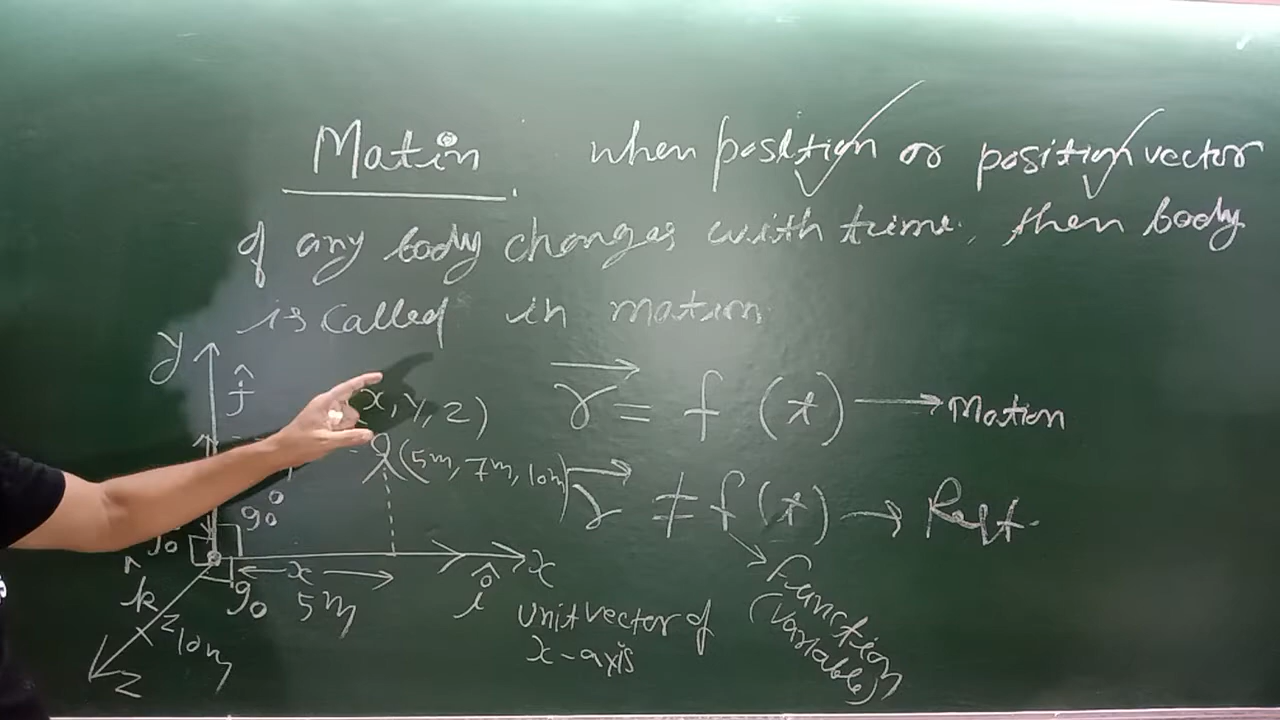 Motion when position or position vector
of any body changes with time, then body
is called in motion
y
ĵ
x, y, z)
r⃗ = f (t) → Motion
(5m, 7m, 10m)
r⃗ ≠ f (t) → Rest.
90°
90
90
x
x
5m
î
k̂
z
10m
z
unit vector of
x-axis
Function
(variable)